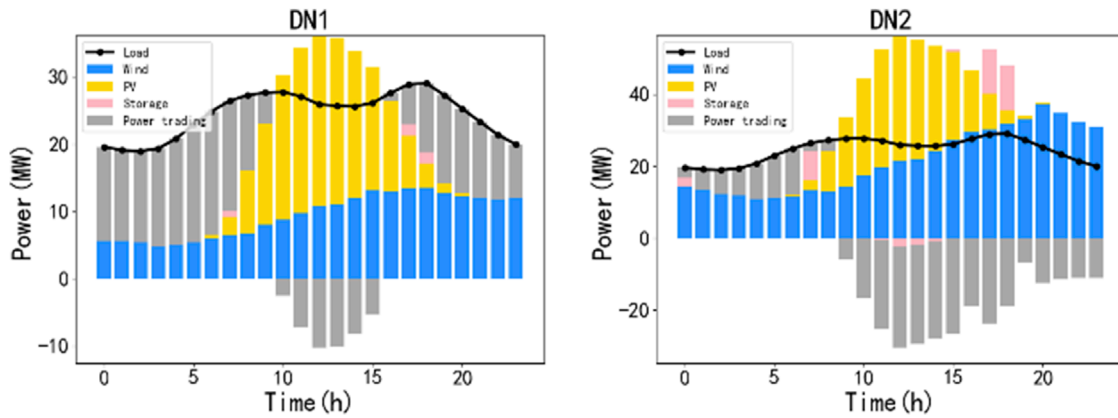 DN1
Load
Wind
PV
Storage
Power trading
Power(MW)
30
20
10
0
-10
0
5
10
15
20
Time(h)
DN2
Load
Wind
PV
Storage
Power trading
Power(MW)
40
20
0
-20
0
5
10
15
20
Time(h)